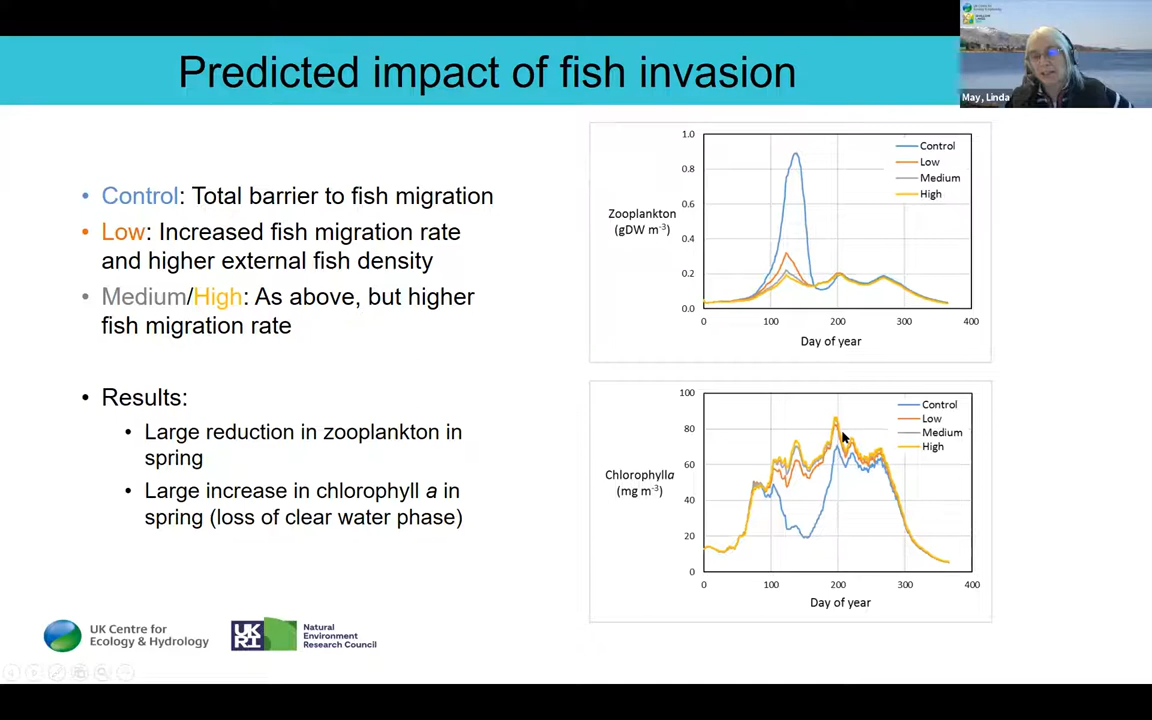 Predicted impact of fish invasion
May, Linda
• Control: Total barrier to fish migration
• Low: Increased fish migration rate
and higher external fish density
• Medium/High: As above, but higher
fish migration rate
• Results:
• Large reduction in zooplankton in
spring
• Large increase in chlorophyll a in
spring (loss of clear water phase)
Zooplankton
(gDW m-3)
1.0
0.8
0.6
0.4
0.2
0.0
0
100
200
300
400
Day of year
Control
Low
Medium
High
Chlorophylla
(mg m-3)
100
80
60
40
20
0
0
100
200
300
400
Day of year
Control
Low
Medium
High
UK Centre for
Ecology & Hydrology
UK
RI
Natural
Environment
Research Council